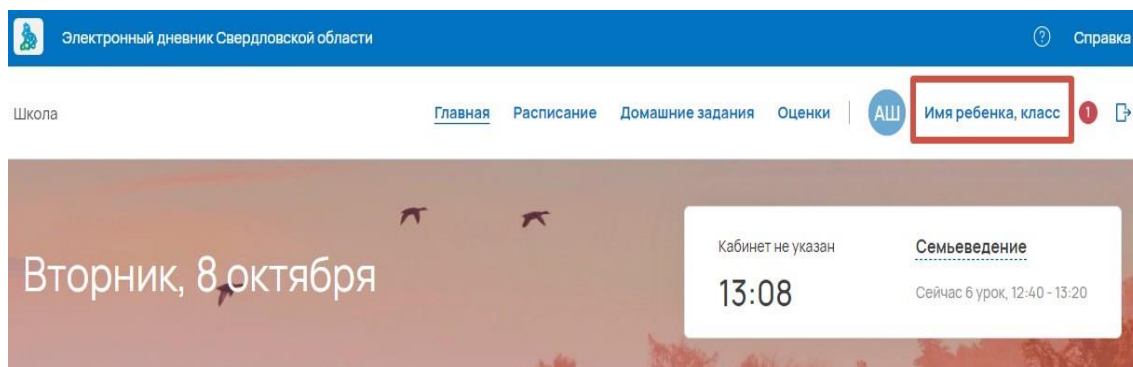 Электронный дневник Свердловской области
? Справка
Школа
Главная Расписание Домашние задания Оценки АШ Имя ребенка, класс 1
Вторник, 8 октября
Кабинет не указан Семьеведение
13:08 Сейчас 6 урок, 12:40 - 13:20